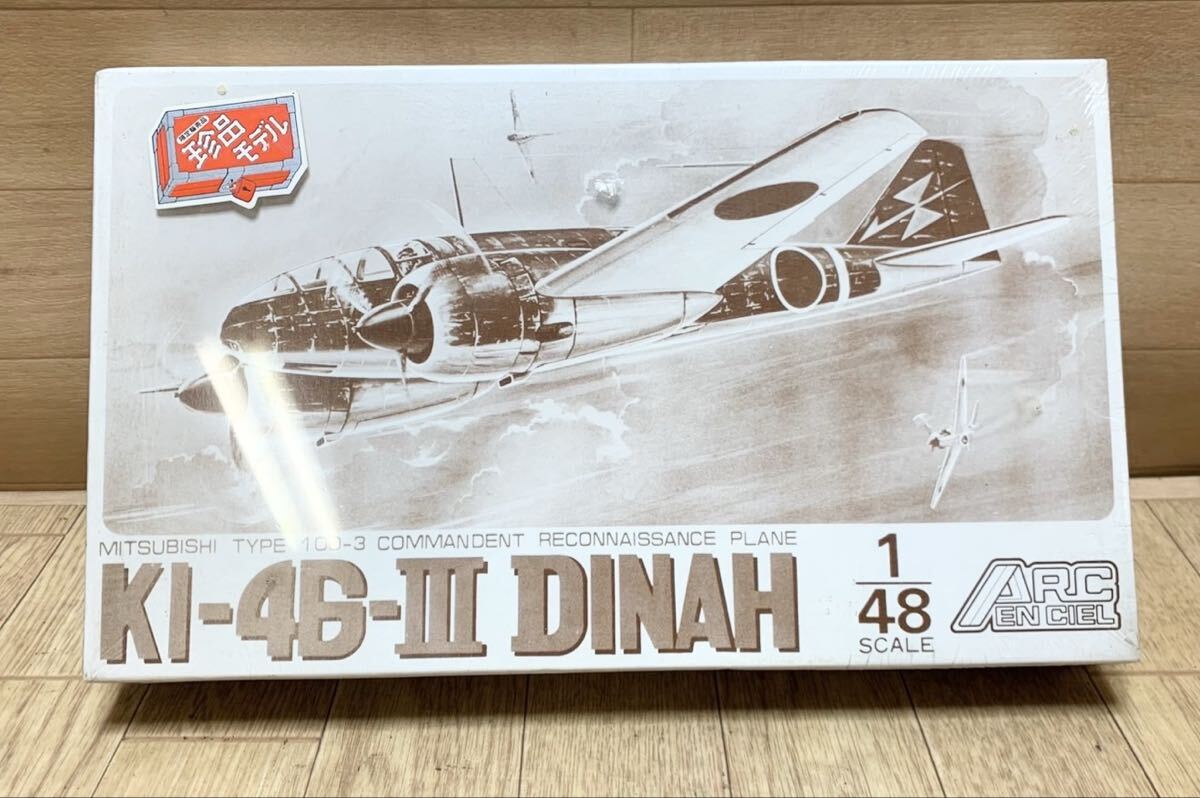 珍品
モデル
MITSUBISHI TYPE 100-3 COMMANDENT RECONNAISSANCE PLANE
KI-46-III DINAH
1
48
SCALE
ARC
EN CIEL